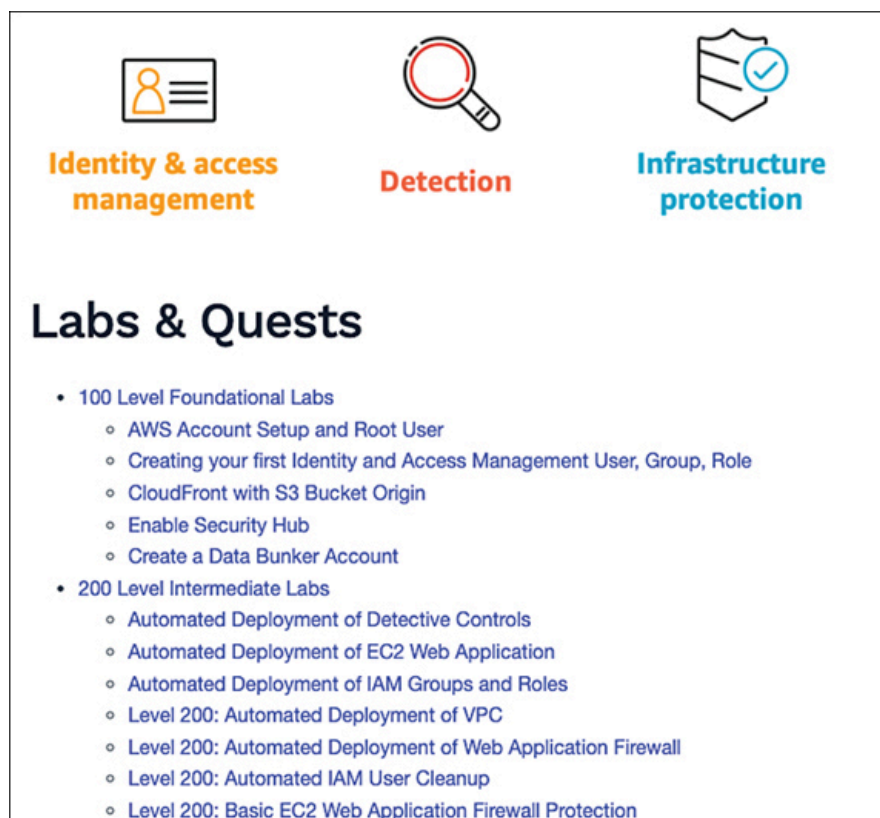 Identity & access
management
Detection
Infrastructure
protection
Labs & Quests
• 100 Level Foundational Labs
◦ AWS Account Setup and Root User
◦ Creating your first Identity and Access Management User, Group, Role
◦ CloudFront with S3 Bucket Origin
◦ Enable Security Hub
◦ Create a Data Bunker Account
• 200 Level Intermediate Labs
◦ Automated Deployment of Detective Controls
◦ Automated Deployment of EC2 Web Application
◦ Automated Deployment of IAM Groups and Roles
◦ Level 200: Automated Deployment of VPC
◦ Level 200: Automated Deployment of Web Application Firewall
◦ Level 200: Automated IAM User Cleanup
◦ Level 200: Basic EC2 Web Application Firewall Protection